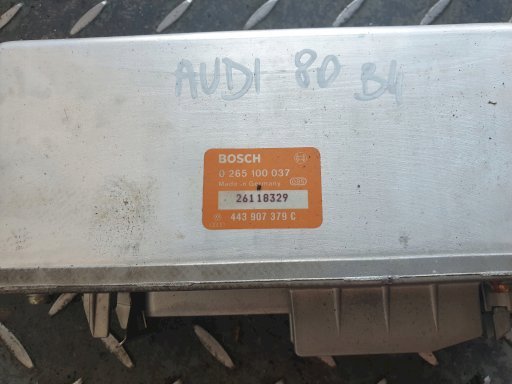 AUDI 80 B4
BOSCH
0 265 100 037
Made in Germany
26118329
443 907 379 C